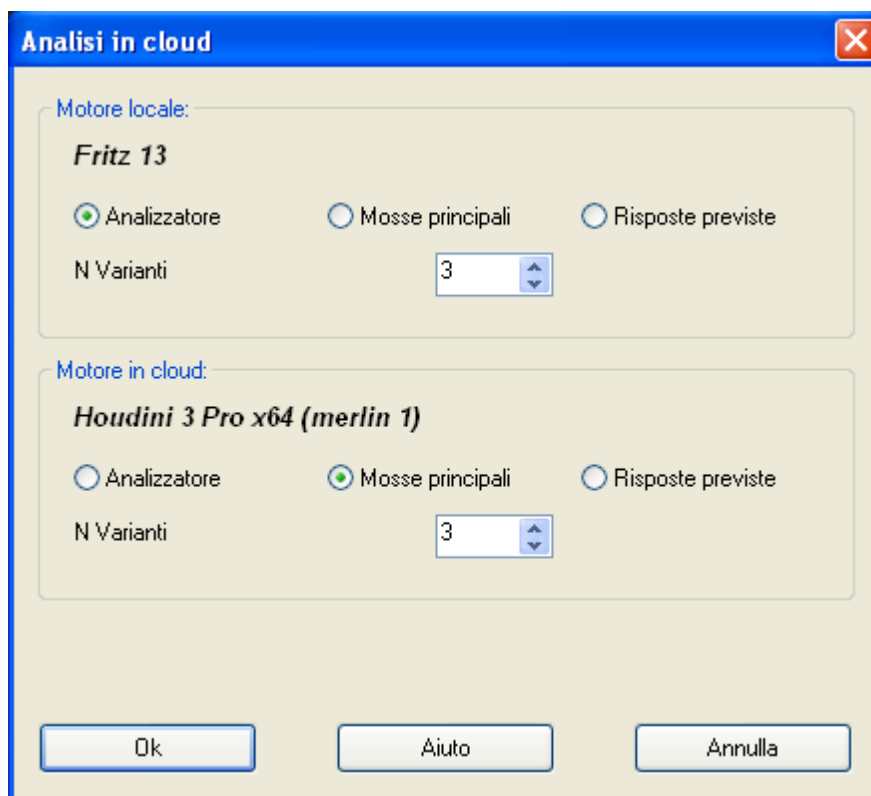 Analisi in cloud
Motore locale:
Fritz 13
Analizzatore Mosse principali Risposte previste
N Varianti 3
Motore in cloud:
Houdini 3 Pro x64 (merlin 1)
Analizzatore Mosse principali Risposte previste
N Varianti 3
Ok Aiuto Annulla